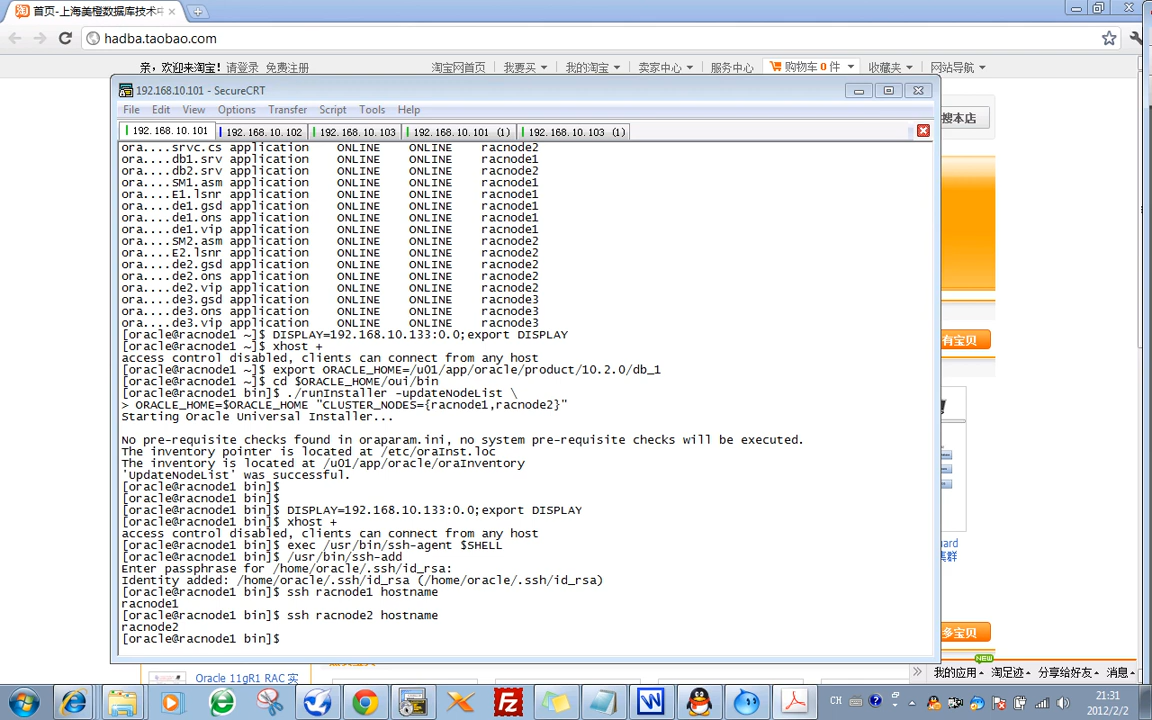 首页-上海美橙数据库技术中
hadba.taobao.com
亲，欢迎来淘宝！请登录 免费注册
淘宝网首页 我要买 我的淘宝 卖家中心 服务中心 购物车 0 件 收藏夹 网站导航
192.168.10.101 - SecureCRT
File Edit View Options Transfer Script Tools Help
搜本店
192.168.10.101 192.168.10.102 192.168.10.103 192.168.10.101 (1) 192.168.10.103 (1)
ora....srvc.cs application ONLINE ONLINE racnode2
ora....db1.srv application ONLINE ONLINE racnode1
ora....db2.srv application ONLINE ONLINE racnode2
ora....SM1.asm application ONLINE ONLINE racnode1
ora....E1.lsnr application ONLINE ONLINE racnode1
ora....de1.gsd application ONLINE ONLINE racnode1
ora....de1.ons application ONLINE ONLINE racnode1
ora....de1.vip application ONLINE ONLINE racnode1
ora....SM2.asm application ONLINE ONLINE racnode2
ora....E2.lsnr application ONLINE ONLINE racnode2
ora....de2.gsd application ONLINE ONLINE racnode2
ora....de2.ons application ONLINE ONLINE racnode2
ora....de2.vip application ONLINE ONLINE racnode2
ora....de3.gsd application ONLINE ONLINE racnode3
ora....de3.ons application ONLINE ONLINE racnode3
ora....de3.vip application ONLINE ONLINE racnode3
[oracle@racnode1 ~]$ DISPLAY=192.168.10.133:0.0;export DISPLAY
[oracle@racnode1 ~]$ xhost +
access control disabled, clients can connect from any host
[oracle@racnode1 ~]$ export ORACLE_HOME=/u01/app/oracle/product/10.2.0/db_1
[oracle@racnode1 ~]$ cd $ORACLE_HOME/oui/bin
[oracle@racnode1 bin]$ ./runInstaller -updateNodeList \
> ORACLE_HOME=$ORACLE_HOME "CLUSTER_NODES={racnode1,racnode2}"
Starting Oracle Universal Installer...
No pre-requisite checks found in oraparam.ini, no system pre-requisite checks will be executed.
The inventory pointer is located at /etc/oraInst.loc
The inventory is located at /u01/app/oracle/oraInventory
'UpdateNodeList' was successful.
[oracle@racnode1 bin]$
[oracle@racnode1 bin]$
[oracle@racnode1 bin]$ DISPLAY=192.168.10.133:0.0;export DISPLAY
[oracle@racnode1 bin]$ xhost +
access control disabled, clients can connect from any host
[oracle@racnode1 bin]$ exec /usr/bin/ssh-agent $SHELL
[oracle@racnode1 bin]$ /usr/bin/ssh-add
Enter passphrase for /home/oracle/.ssh/id_rsa:
Identity added: /home/oracle/.ssh/id_rsa (/home/oracle/.ssh/id_rsa)
[oracle@racnode1 bin]$ ssh racnode1 hostname
racnode1
[oracle@racnode1 bin]$ ssh racnode2 hostname
racnode2
[oracle@racnode1 bin]$
有宝贝
uard
集群
多宝贝
NEW
Oracle 11gR1 RAC 实
我的应用 淘足迹 分享给好友 消息
CH
21:31
2012/2/2